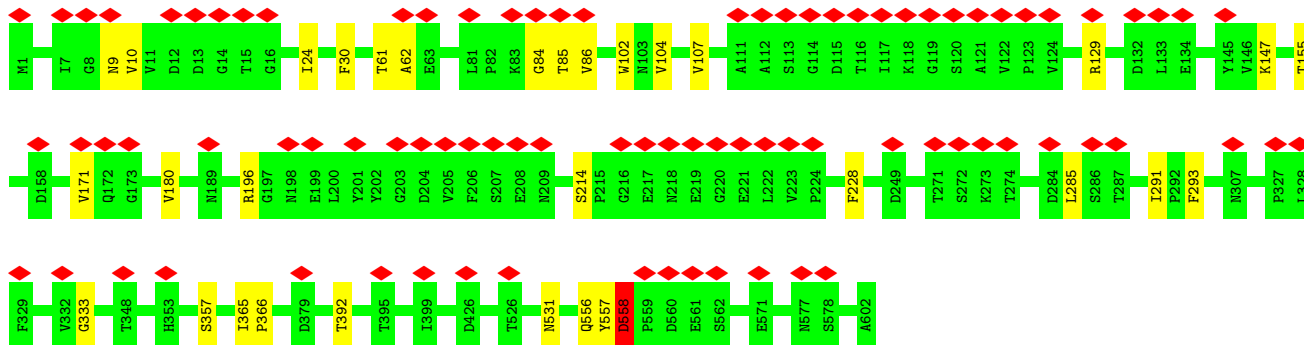 M1 I7 G8 N9 V10 V11 D12 D13 G14 T15 G16 I24 F30 T61 A62 E63 L81 P82 K83 G84 T85 V86 W102 N103 V104 V107 A111 A112 S113 G114 D115 T116 I117 K118 G119 S120 A121 V122 P123 V124 R129 D132 L133 E134 Y145 V146 K147 T155
D158 V171 Q172 G173 V180 N189 R196 G197 N198 E199 L200 Y201 Y202 G203 D204 V205 F206 S207 E208 N209 S214 P215 G216 E217 N218 E219 G220 E221 L222 V223 P224 F228 D249 T271 S272 K273 T274 D284 L285 S286 T287 I291 P292 F293 N307 P327 L328
F329 V332 G333 T348 H353 S357 I365 P366 D379 T392 T395 I399 D426 T526 N531 Q556 Y557 D558 P559 D560 E561 S562 E571 N577 S578 A602